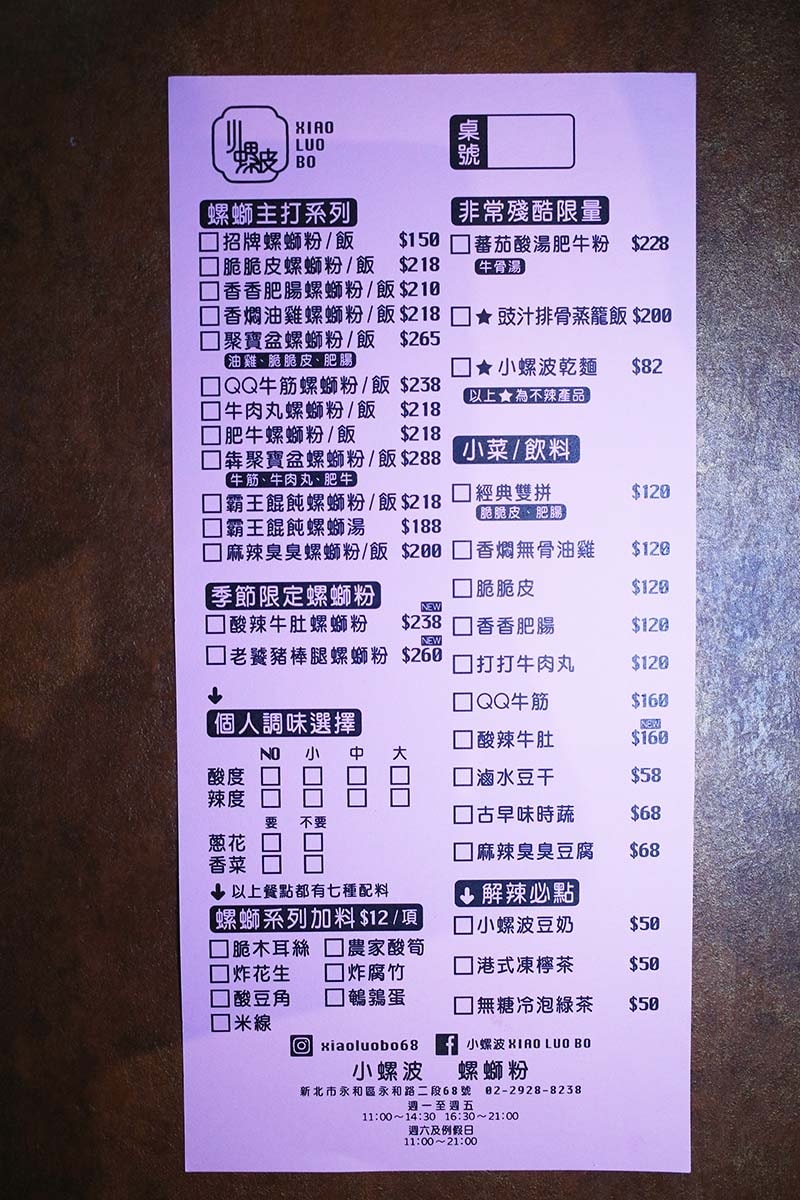 小螺波
XIAO
LUO
BO
桌號
螺螄主打系列
招牌螺螄粉/飯 $150
脆脆皮螺螄粉/飯 $218
香香肥腸螺螄粉/飯 $210
香燜油雞螺螄粉/飯 $218
聚寶盆螺螄粉/飯 $265
油雞、脆脆皮、肥腸
QQ牛筋螺螄粉/飯 $238
牛肉丸螺螄粉/飯 $218
肥牛螺螄粉/飯 $218
犇聚寶盆螺螄粉/飯 $288
牛筋、牛肉丸、肥牛
霸王餛飩螺螄粉/飯 $218
霸王餛飩螺螄湯 $188
麻辣臭臭螺螄粉/飯 $200
季節限定螺螄粉
NEW
酸辣牛肚螺螄粉 $238
NEW
老饕豬棒腿螺螄粉 $260
↓
個人調味選擇
NO 小 中 大
酸度
辣度
要 不要
蔥花
香菜
↓以上餐點都有七種配料
螺螄系列加料$12/項
脆木耳絲 農家酸筍
炸花生 炸腐竹
酸豆角 鵪鶉蛋
米線
非常殘酷限量
蕃茄酸湯肥牛粉 $228
牛骨湯
★豉汁排骨蒸籠飯 $200
★小螺波乾麵 $82
以上★為不辣產品
小菜/飲料
經典雙拼 $120
脆脆皮、肥腸
香燜無骨油雞 $120
脆脆皮 $120
香香肥腸 $120
打打牛肉丸 $120
QQ牛筋 $160
NEW
酸辣牛肚 $160
滷水豆干 $58
古早味時蔬 $68
麻辣臭臭豆腐 $68
↓解辣必點
小螺波豆奶 $50
港式凍檸茶 $50
無糖冷泡綠茶 $50
xiaoluobo68 小螺波XIAO LUO BO
小螺波 螺螄粉
新北市永和區永和路二段68號 02-2928-8238
週一至週五
11:00～14:30 16:30～21:00
週六及例假日
11:00～21:00